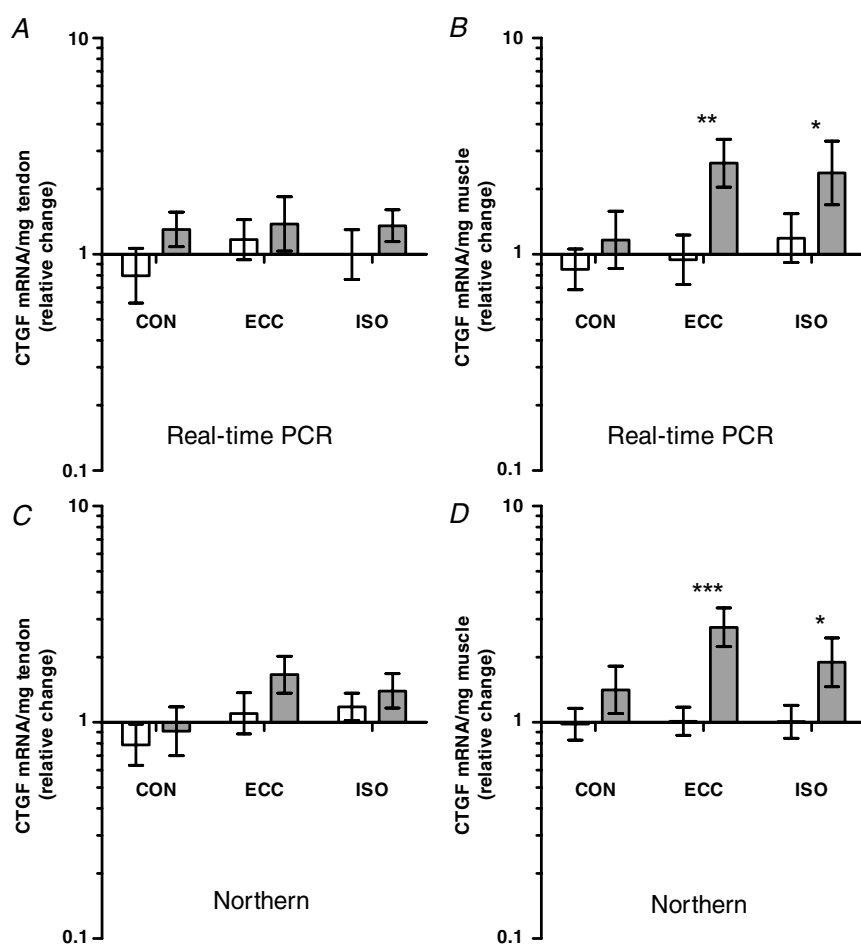 A
10
CTGF mRNA/mg tendon
(relative change)
1
0.1
CON ECC ISO
Real-time PCR
B
10
CTGF mRNA/mg muscle
(relative change)
1
0.1
**
*
CON ECC ISO
Real-time PCR
C
10
CTGF mRNA/mg tendon
(relative change)
1
0.1
CON ECC ISO
Northern
D
10
CTGF mRNA/mg muscle
(relative change)
1
0.1
***
*
CON ECC ISO
Northern